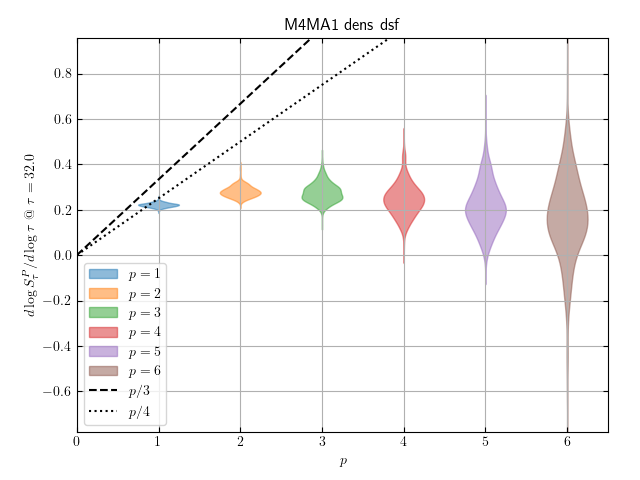 M4MA1 dens dsf
d log S_τ^P / d log τ @ τ = 32.0
0.8
0.6
0.4
0.2
0.0
−0.2
−0.4
−0.6
p = 1
p = 2
p = 3
p = 4
p = 5
p = 6
p/3
p/4
0 1 2 3 4 5 6
p